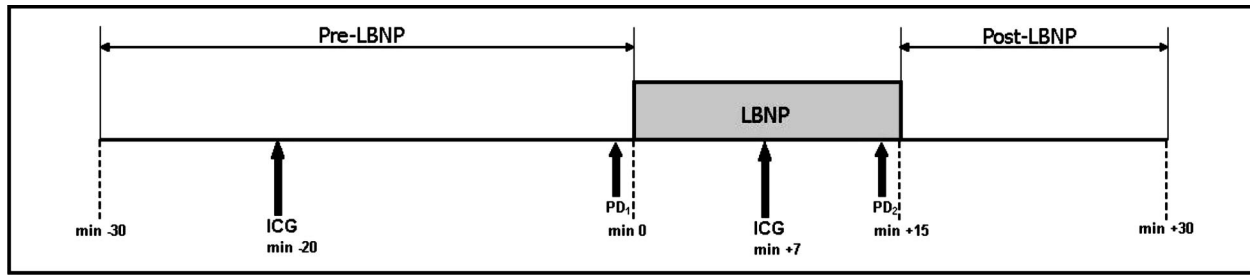 Pre-LBNP
Post-LBNP
LBNP
PD₁
PD₂
min -30
ICG
min -20
min 0
ICG
min +7
min +15
min +30